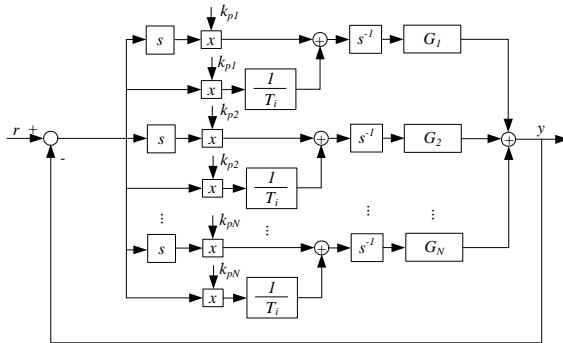 k_{p1}
s x + s^{-1} G_1
k_{p1}
x 1/T_i
k_{p2}
r + - s x + s^{-1} G_2 + y
k_{p2}
x 1/T_i
⋮ k_{pN} ⋮ ⋮ ...
s x + s^{-1} G_N
k_{pN}
x 1/T_i